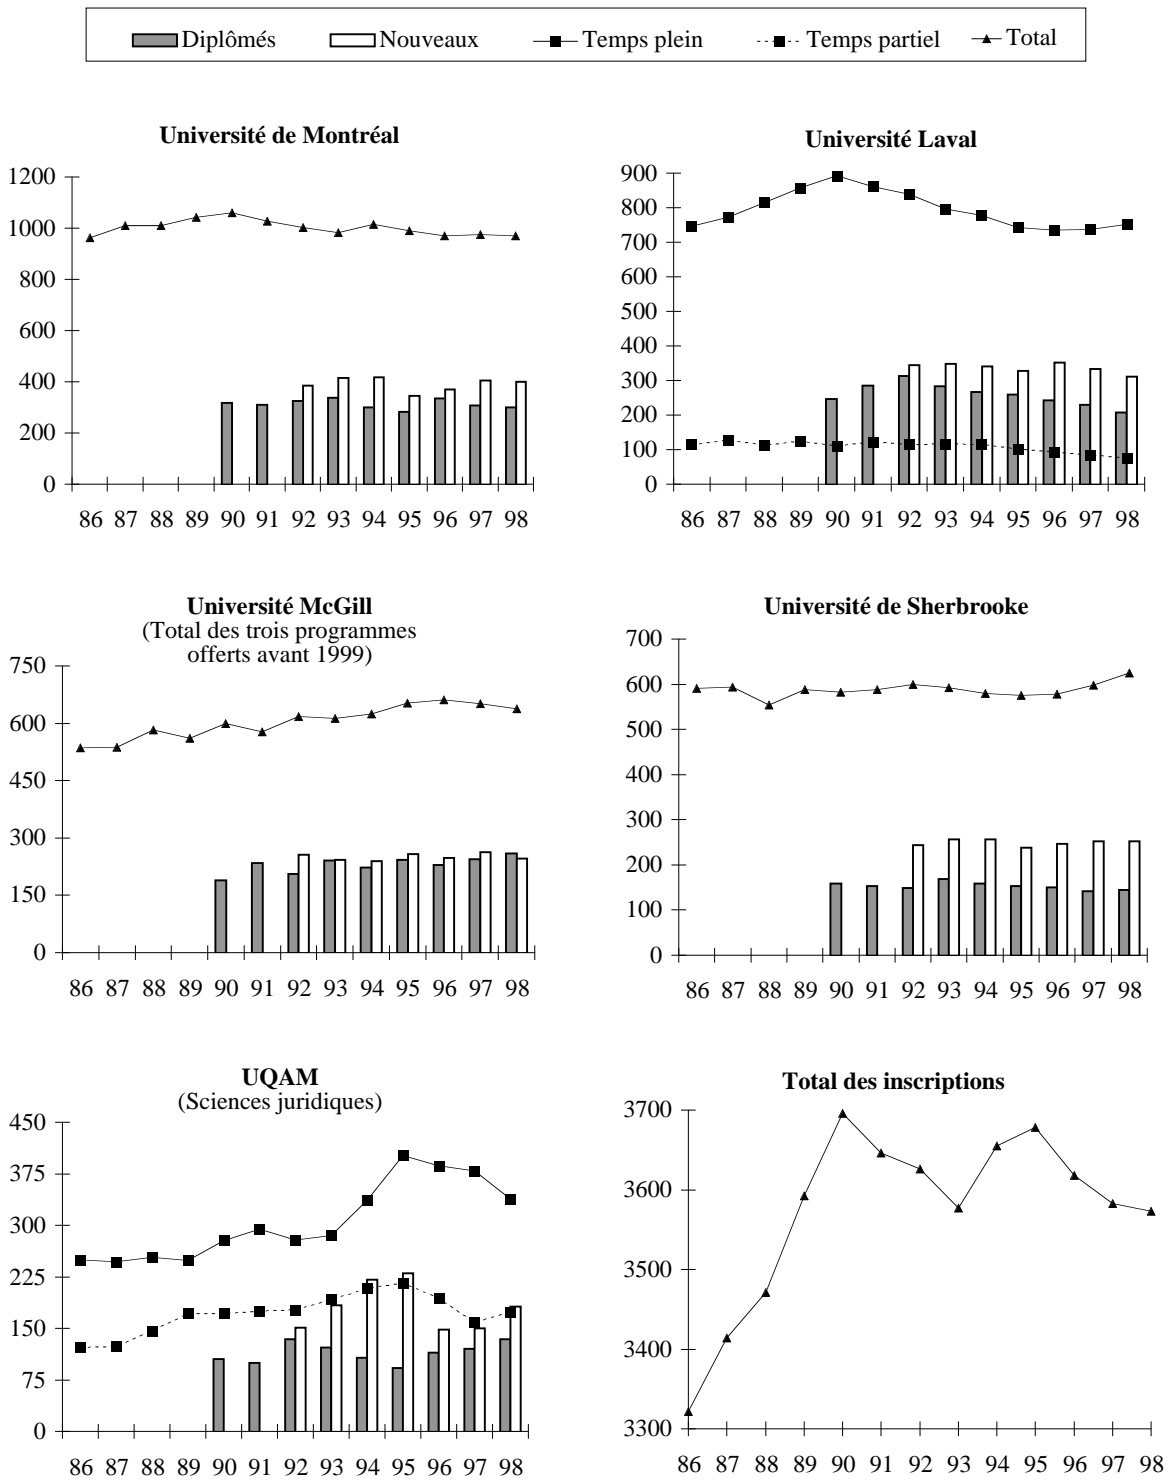 Diplômés Nouveaux Temps plein Temps partiel Total
Université de Montréal
1200
1000
800
600
400
200
0
86 87 88 89 90 91 92 93 94 95 96 97 98
Université Laval
900
800
700
600
500
400
300
200
100
0
86 87 88 89 90 91 92 93 94 95 96 97 98
Université McGill
(Total des trois programmes
offerts avant 1999)
750
600
450
300
150
0
86 87 88 89 90 91 92 93 94 95 96 97 98
Université de Sherbrooke
700
600
500
400
300
200
100
0
86 87 88 89 90 91 92 93 94 95 96 97 98
UQAM
(Sciences juridiques)
450
375
300
225
150
75
0
86 87 88 89 90 91 92 93 94 95 96 97 98
Total des inscriptions
3700
3600
3500
3400
3300
86 87 88 89 90 91 92 93 94 95 96 97 98